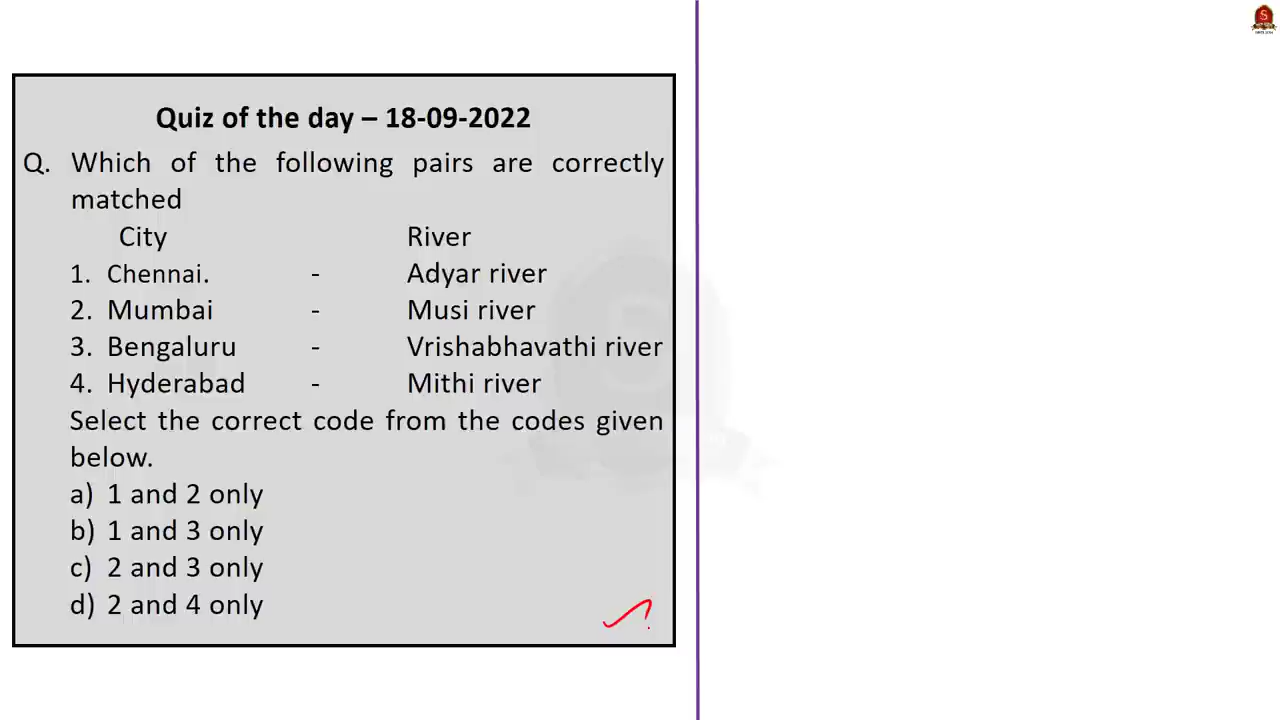 Quiz of the day – 18-09-2022
Q. Which of the following pairs are correctly
matched
City River
1. Chennai. - Adyar river
2. Mumbai - Musi river
3. Bengaluru - Vrishabhavathi river
4. Hyderabad - Mithi river
Select the correct code from the codes given
below.
a) 1 and 2 only
b) 1 and 3 only
c) 2 and 3 only
d) 2 and 4 only